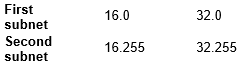 First subnet 16.0 32.0
Second subnet 16.255 32.255